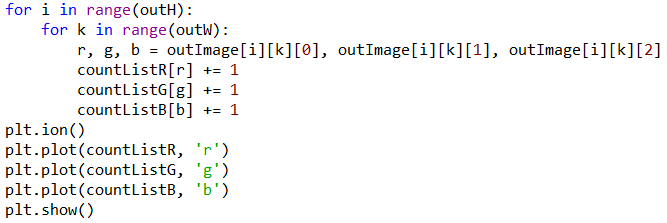 for i in range(outH):
    for k in range(outW):
        r, g, b = outImage[i][k][0], outImage[i][k][1], outImage[i][k][2]
        countListR[r] += 1
        countListG[g] += 1
        countListB[b] += 1
plt.ion()
plt.plot(countListR, 'r')
plt.plot(countListG, 'g')
plt.plot(countListB, 'b')
plt.show()